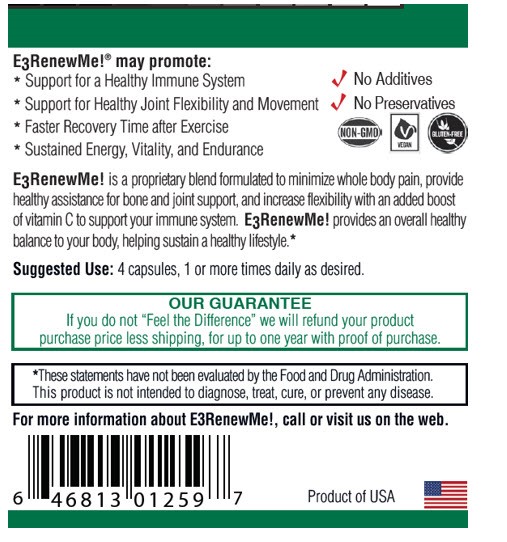 E3RenewMe!® may promote:
* Support for a Healthy Immune System
* Support for Healthy Joint Flexibility and Movement
* Faster Recovery Time after Exercise
* Sustained Energy, Vitality, and Endurance
✓ No Additives
✓ No Preservatives
NON-GMO
VEGAN
GLUTEN-FREE
E3RenewMe! is a proprietary blend formulated to minimize whole body pain, provide
healthy assistance for bone and joint support, and increase flexibility with an added boost
of vitamin C to support your immune system. E3RenewMe! provides an overall healthy
balance to your body, helping sustain a healthy lifestyle.*
Suggested Use: 4 capsules, 1 or more times daily as desired.
OUR GUARANTEE
If you do not “Feel the Difference” we will refund your product
purchase price less shipping, for up to one year with proof of purchase.
*These statements have not been evaluated by the Food and Drug Administration.
This product is not intended to diagnose, treat, cure, or prevent any disease.
For more information about E3RenewMe!, call or visit us on the web.
6 46813 01259 7
Product of USA